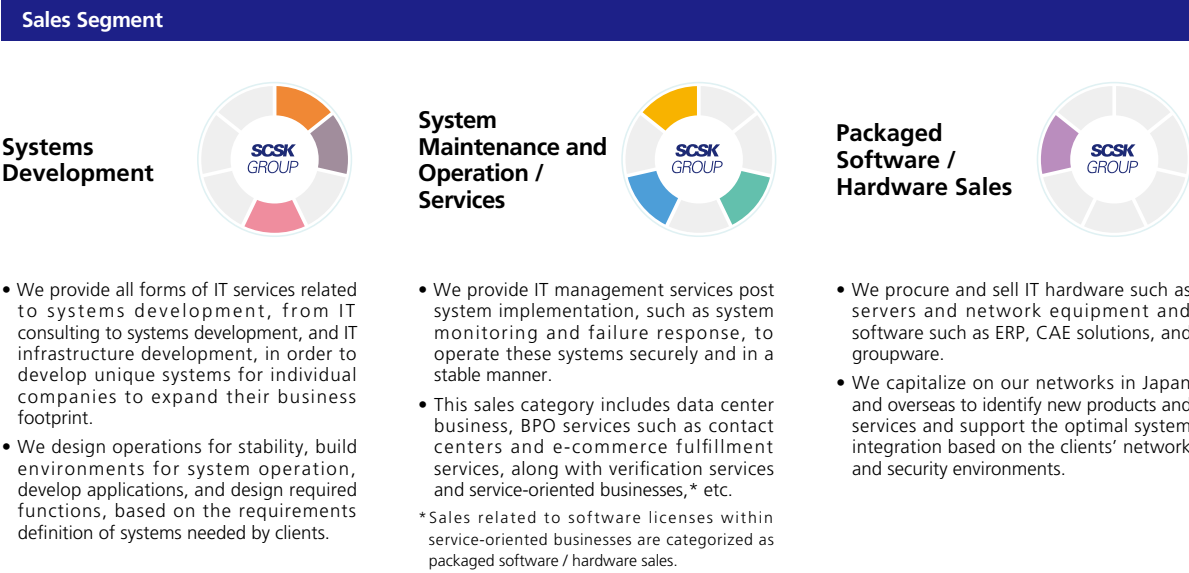 Sales Segment
Systems
Development
SCSK
GROUP
• We provide all forms of IT services related
to systems development, from IT
consulting to systems development, and IT
infrastructure development, in order to
develop unique systems for individual
companies to expand their business
footprint.
• We design operations for stability, build
environments for system operation,
develop applications, and design required
functions, based on the requirements
definition of systems needed by clients.
System
Maintenance and
Operation /
Services
SCSK
GROUP
• We provide IT management services post
system implementation, such as system
monitoring and failure response, to
operate these systems securely and in a
stable manner.
• This sales category includes data center
business, BPO services such as contact
centers and e-commerce fulfillment
services, along with verification services
and service-oriented businesses,* etc.
*Sales related to software licenses within
service-oriented businesses are categorized as
packaged software / hardware sales.
Packaged
Software /
Hardware Sales
SCSK
GROUP
• We procure and sell IT hardware such as
servers and network equipment and
software such as ERP, CAE solutions, and
groupware.
• We capitalize on our networks in Japan
and overseas to identify new products and
services and support the optimal system
integration based on the clients’ network
and security environments.